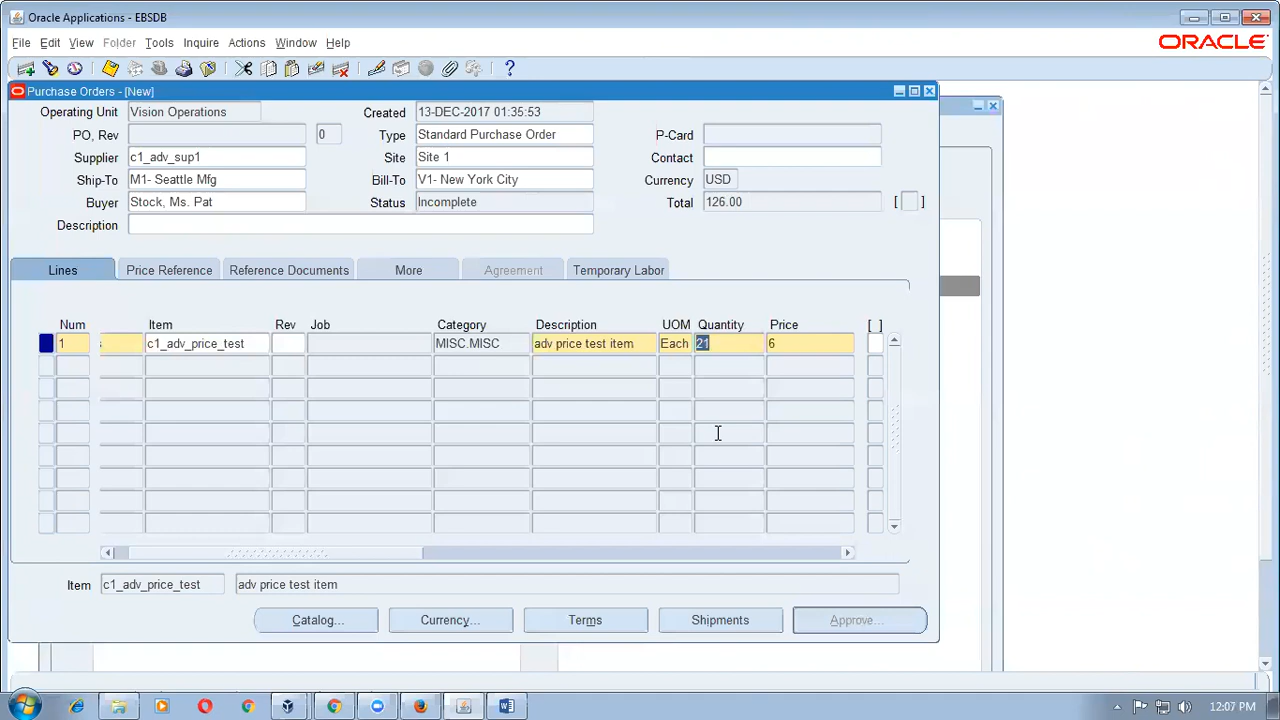 Oracle Applications - EBSDB
File Edit View Folder Tools Inquire Actions Window Help
ORACLE
Purchase Orders - [New]
Operating Unit Vision Operations Created 13-DEC-2017 01:35:53
PO, Rev 0 Type Standard Purchase Order P-Card
Supplier c1_adv_sup1 Site Site 1 Contact
Ship-To M1- Seattle Mfg Bill-To V1- New York City Currency USD
Buyer Stock, Ms. Pat Status Incomplete Total 126.00 [ ]
Description
Lines Price Reference Reference Documents More Agreement Temporary Labor
Num Item Rev Job Category Description UOM Quantity Price [ ]
1 s c1_adv_price_test MISC.MISC adv price test item Each 21 6
Item c1_adv_price_test adv price test item
Catalog... Currency... Terms Shipments Approve...
12:07 PM